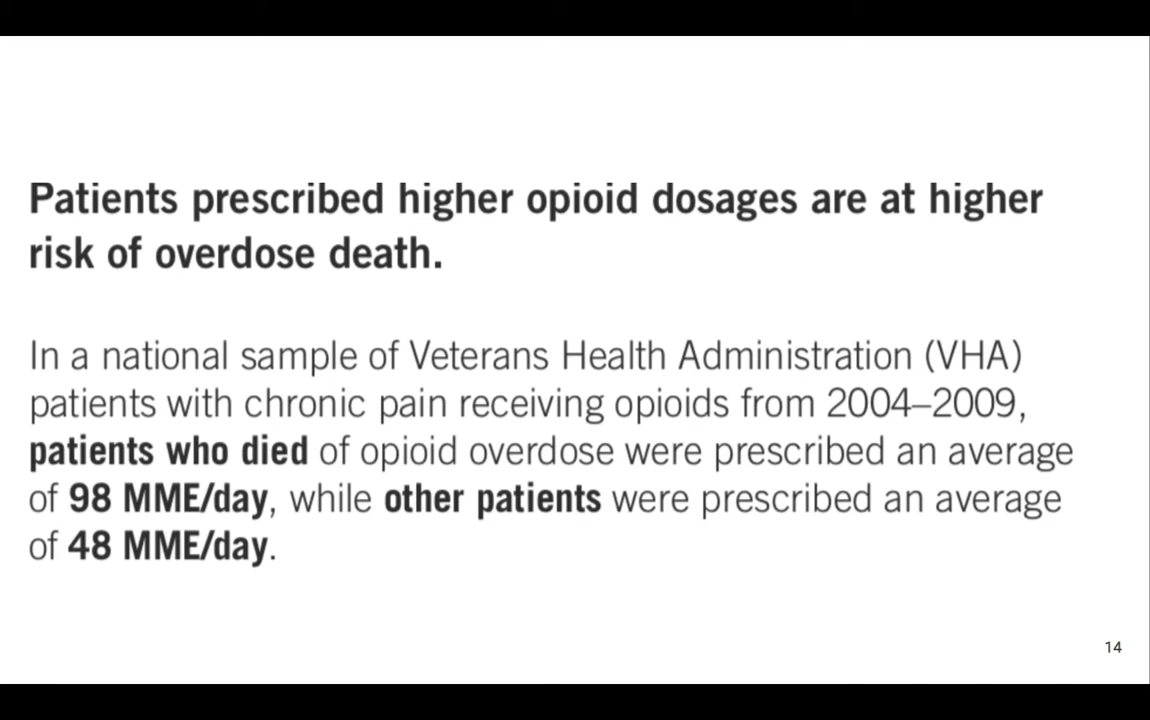 Patients prescribed higher opioid dosages are at higher
risk of overdose death.
In a national sample of Veterans Health Administration (VHA)
patients with chronic pain receiving opioids from 2004–2009,
patients who died of opioid overdose were prescribed an average
of 98 MME/day, while other patients were prescribed an average
of 48 MME/day.
14